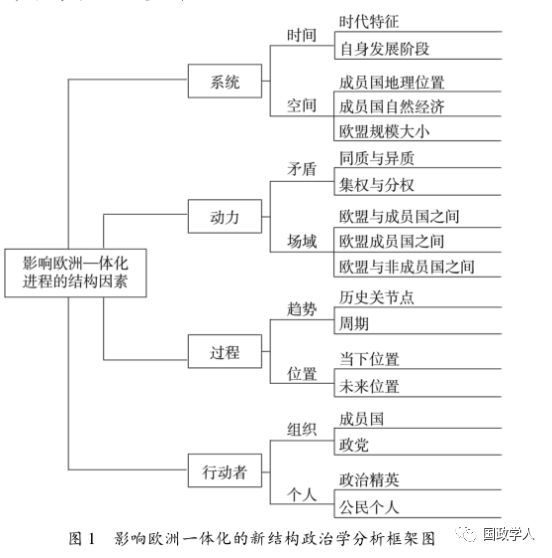 时代特征
时间
自身发展阶段
系统
成员国地理位置
空间
成员国自然经济
欧盟规模大小
同质与异质
矛盾
集权与分权
动力
欧盟与成员国之间
场域
欧盟成员国之间
欧盟与非成员国之间
影响欧洲一体化
进程的结构因素
历史关节点
趋势
周期
过程
当下位置
位置
未来位置
成员国
组织
政党
行动者
政治精英
个人
公民个人
图 1 影响欧洲一体化的新结构政治学分析框架图
国政学人